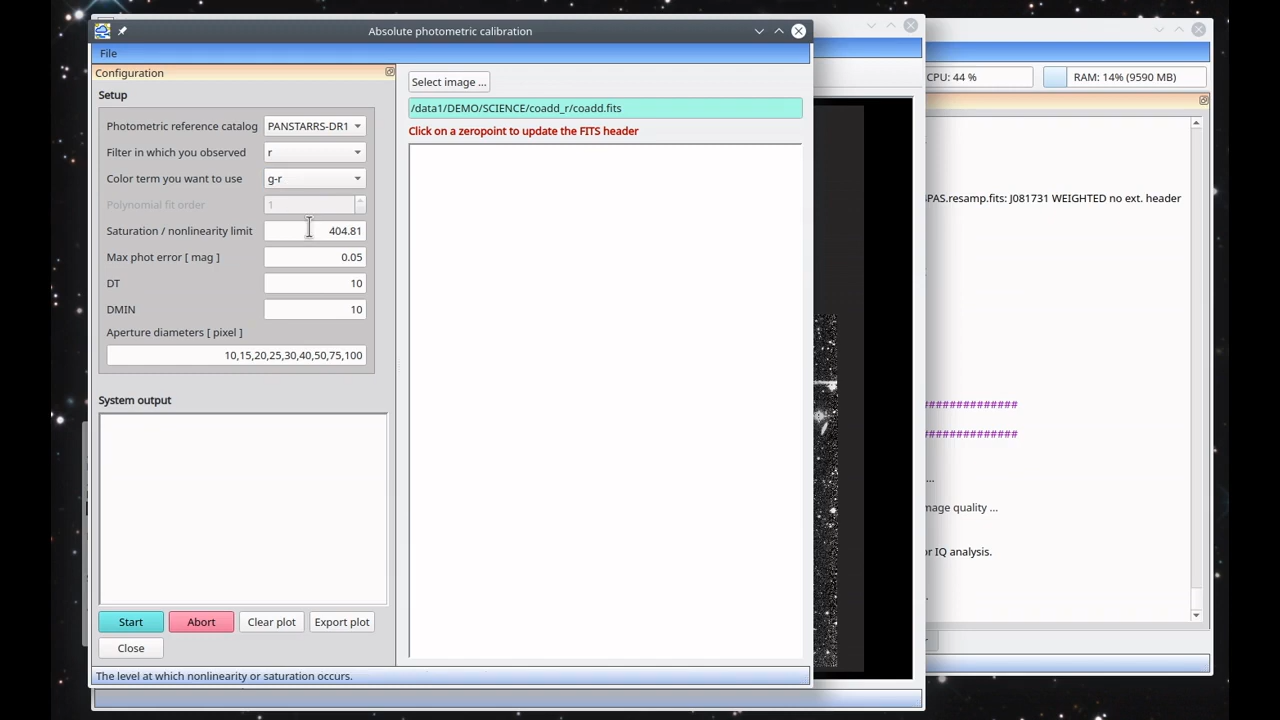 Absolute photometric calibration
File
Configuration
Setup
Photometric reference catalog PANSTARRS-DR1
Filter in which you observed r
Color term you want to use g-r
Polynomial fit order 1
Saturation / nonlinearity limit 404.81
Max phot error [ mag ] 0.05
DT 10
DMIN 10
Aperture diameters [ pixel ]
10,15,20,25,30,40,50,75,100
System output
Start Abort Clear plot Export plot
Close
The level at which nonlinearity or saturation occurs.
Select image ...
/data1/DEMO/SCIENCE/coadd_r/coadd.fits
Click on a zeropoint to update the FITS header
CPU: 44 % RAM: 14% (9590 MB)
PAS.resamp.fits: J081731 WEIGHTED no ext. header
##############
##############
...
mage quality ...
or IQ analysis.